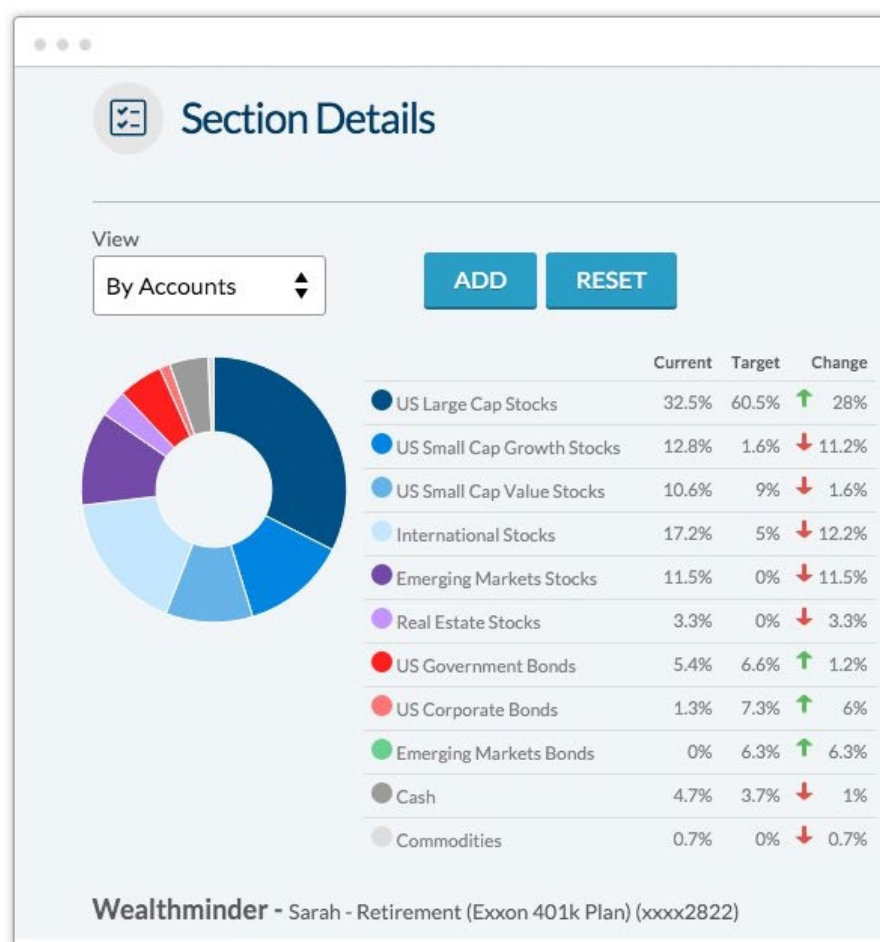 Section Details
View
By Accounts
ADD RESET
Current Target Change
US Large Cap Stocks 32.5% 60.5% 28%
US Small Cap Growth Stocks 12.8% 1.6% 11.2%
US Small Cap Value Stocks 10.6% 9% 1.6%
International Stocks 17.2% 5% 12.2%
Emerging Markets Stocks 11.5% 0% 11.5%
Real Estate Stocks 3.3% 0% 3.3%
US Government Bonds 5.4% 6.6% 1.2%
US Corporate Bonds 1.3% 7.3% 6%
Emerging Markets Bonds 0% 6.3% 6.3%
Cash 4.7% 3.7% 1%
Commodities 0.7% 0% 0.7%
Wealthminder - Sarah - Retirement (Exxon 401k Plan) (xxxx2822)